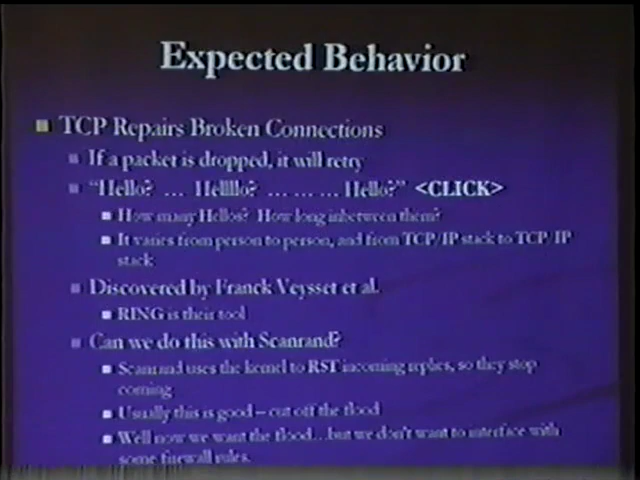 Expected Behavior
TCP Repairs Broken Connections
If a packet is dropped, it will retry
"Hello? … Hellllo? … … … Hello?" <CLICK>
How many Hellos? How long inbetween them?
It varies from person to person, and from TCP/IP stack to TCP/IP
stack
Discovered by Franck Veysset et al.
RING is their tool
Can we do this with Scanrand?
Scanrand uses the kernel to RST incoming replies, so they stop
coming
Usually this is good – cut off the flood
Well now we want the flood…but we don't want to interface with
some firewall rules.